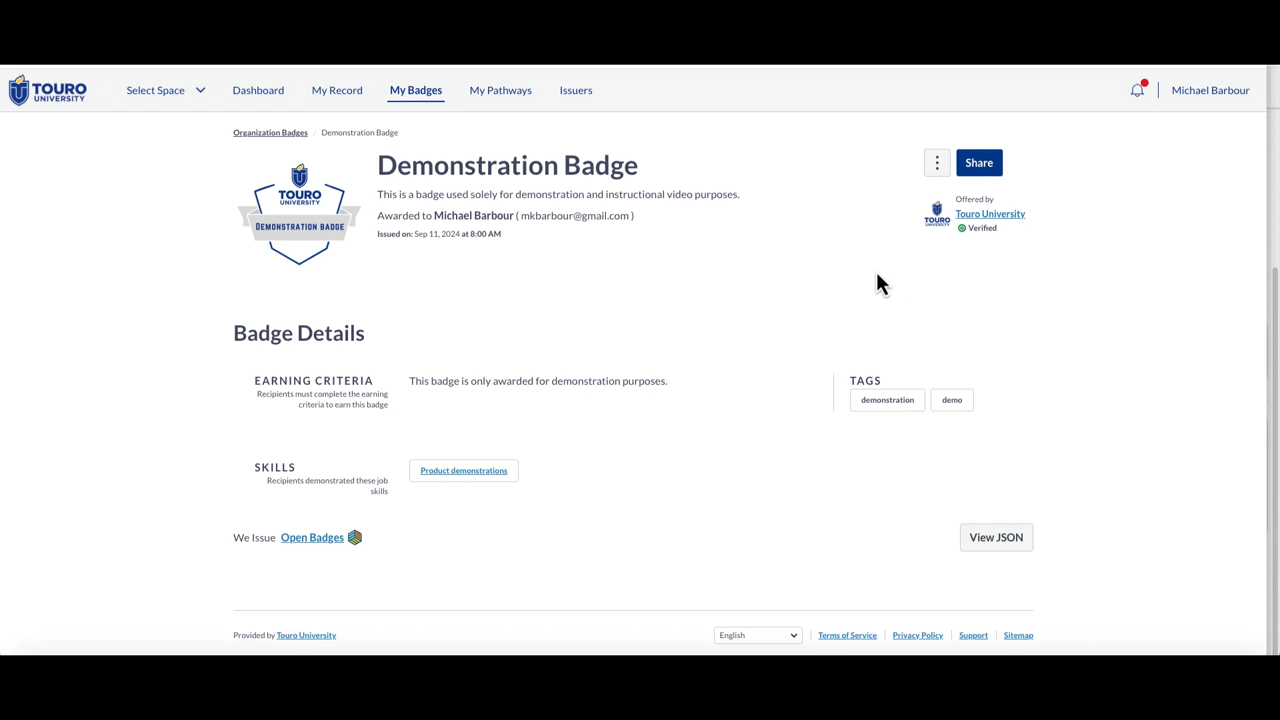 TOURO
UNIVERSITY
Select Space
Dashboard
My Record
My Badges
My Pathways
Issuers
Michael Barbour
Organization Badges / Demonstration Badge
TOURO
UNIVERSITY
DEMONSTRATION BADGE
Demonstration Badge
This is a badge used solely for demonstration and instructional video purposes.
Awarded to Michael Barbour ( mkbarbour@gmail.com )
Issued on: Sep 11, 2024 at 8:00 AM
Share
TOURO
Offered by
Touro University
Verified
Badge Details
EARNING CRITERIA
Recipients must complete the earning
criteria to earn this badge
This badge is only awarded for demonstration purposes.
TAGS
demonstration
demo
SKILLS
Recipients demonstrated these job
skills
Product demonstrations
We Issue Open Badges
View JSON
Provided by Touro University
English
Terms of Service
Privacy Policy
Support
Sitemap